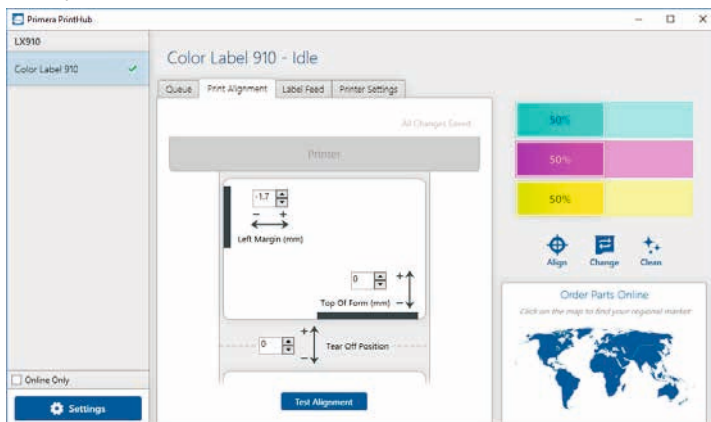 Primera PrintHub
LX910
Color Label 910
Color Label 910 - Idle
Queue Print Alignment Label Feed Printer Settings
All Changes Saved
Printer
-1.7
- +
Left Margin (mm)
0 +
Top Of Form (mm) -
+
0 Tear Off Position
-
Test Alignment
50%
50%
50%
Align Change Clean
Order Parts Online
Click on the map to find your regional market
Online Only
Settings